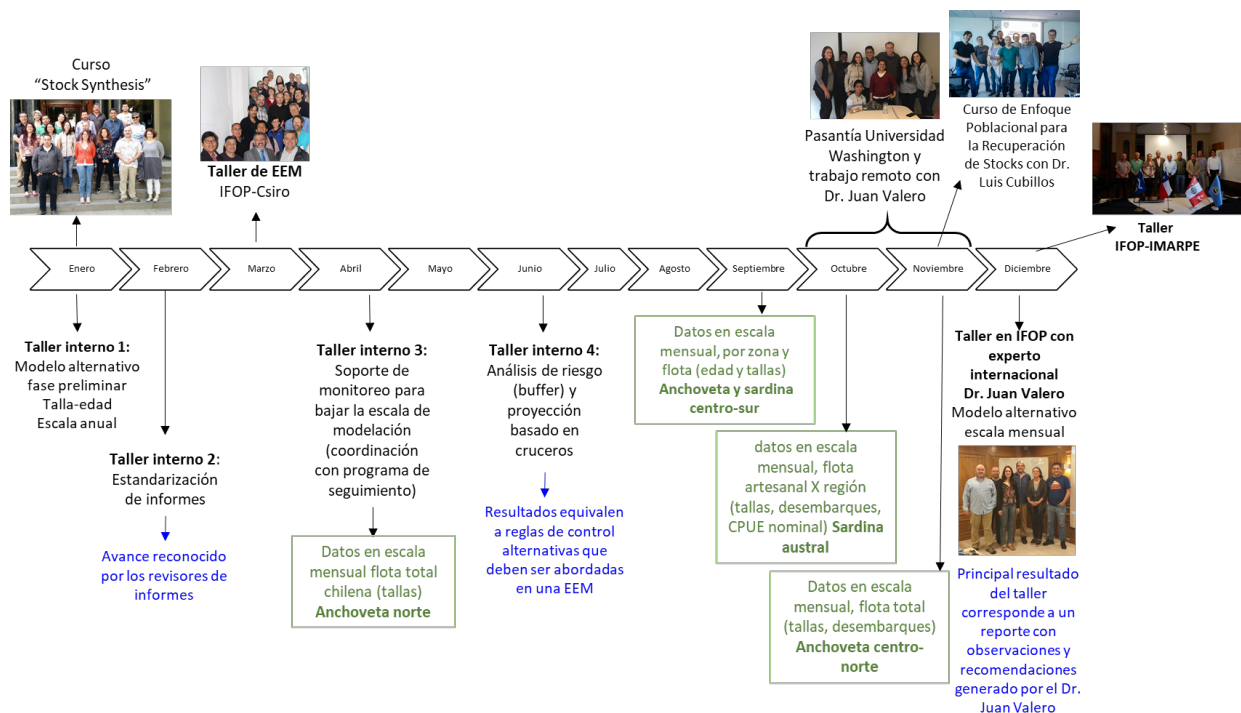 Curso
“Stock Synthesis”
Taller de EEM
IFOP-Csiro
Pasantía Universidad
Washington y
trabajo remoto con
Dr. Juan Valero
Curso de Enfoque
Poblacional para
la Recuperación
de Stocks con Dr.
Luis Cubillos
Taller
IFOP-IMARPE
Enero
Febrero
Marzo
Abril
Mayo
Junio
Julio
Agosto
Septiembre
Octubre
Noviembre
Diciembre
Taller interno 1:
Modelo alternativo
fase preliminar
Talla-edad
Escala anual
Taller interno 2:
Estandarización
de informes
Avance reconocido
por los revisores de
informes
Taller interno 3:
Soporte de
monitoreo para
bajar la escala de
modelación
(coordinación
con programa de
seguimiento)
Datos en escala
mensual flota total
chilena (tallas)
Anchoveta norte
Taller interno 4:
Análisis de riesgo
(buffer) y
proyección
basado en
cruceros
Resultados equivalen
a reglas de control
alternativas que
deben ser abordadas
en una EEM
Datos en escala
mensual, por zona y
flota (edad y tallas)
Anchoveta y sardina
centro-sur
datos en escala
mensual, flota
artesanal X región
(tallas, desembarques,
CPUE nominal) Sardina
austral
Datos en escala
mensual, flota total
(tallas, desembarques)
Anchoveta centro-
norte
Taller en IFOP con
experto
internacional
Dr. Juan Valero
Modelo alternativo
escala mensual
Principal resultado
del taller
corresponde a un
reporte con
observaciones y
recomendaciones
generado por el Dr.
Juan Valero